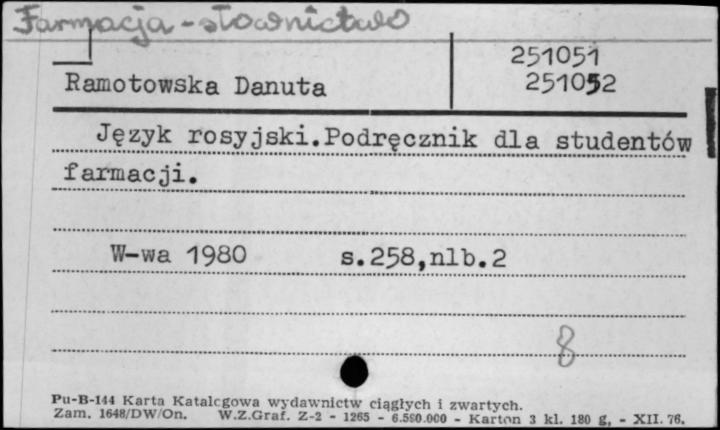 Farmacja - słownictwo
251051
Ramotowska Danuta 251052
Język rosyjski.Podręcznik dla studentów
farmacji.
W-wa 1980 s.258,nlb.2
8
Pu-B-144 Karta Katalcgowa wydawnictw ciągłych i zwartych.
Zam. 1648/DW/On. W.Z.Graf. Z-2 - 1265 - 6.590.000 - Karton 3 kl. 180 g, - XII. 76.